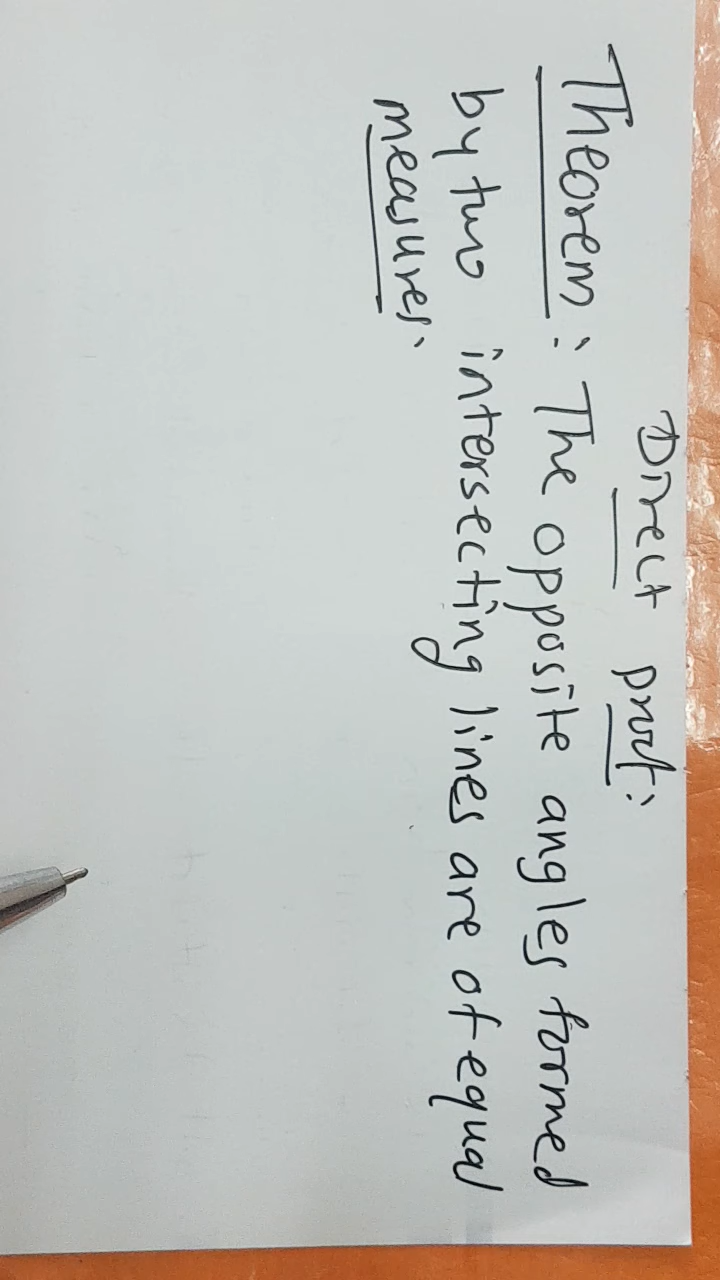 Direct proof:
Theorem: The opposite angles formed
by two intersecting lines are of equal
measures.